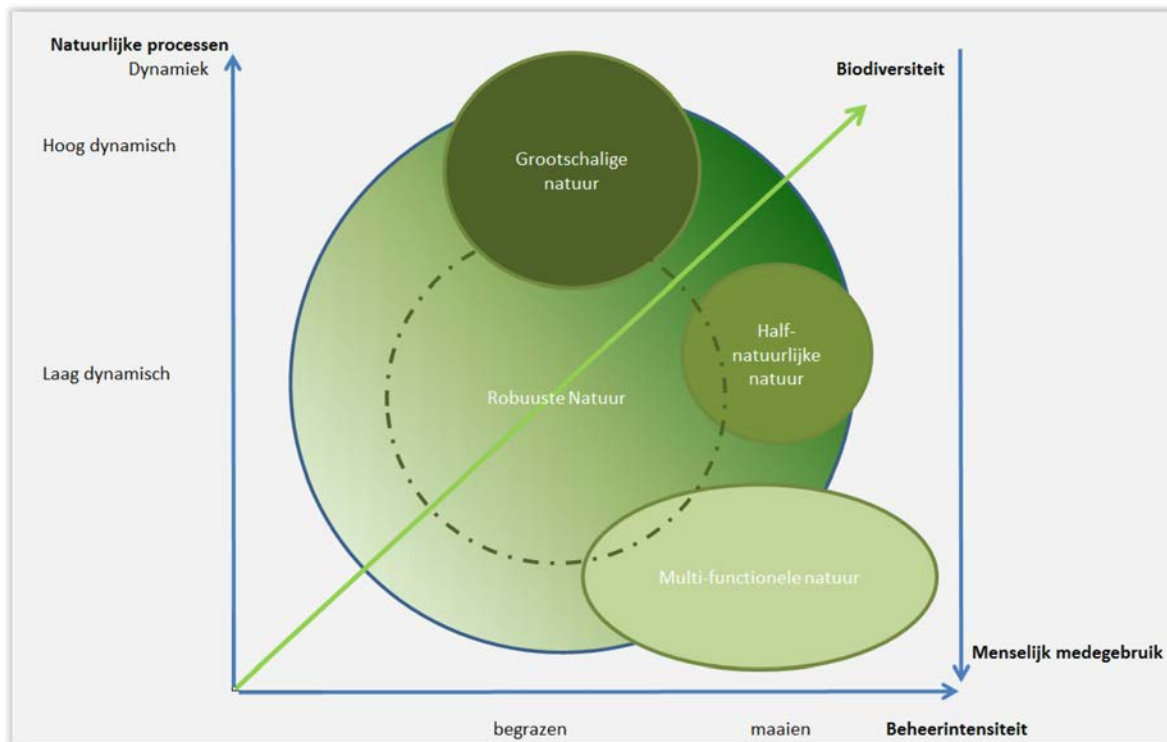 Natuurlijke processen
Dynamiek
Biodiversiteit
Hoog dynamisch
Grootschalige
natuur
Half-
natuurlijke
natuur
Laag dynamisch
Robuuste Natuur
Multi-functionele natuur
Menselijk medegebruik
begrazen
maaien
Beheerintensiteit